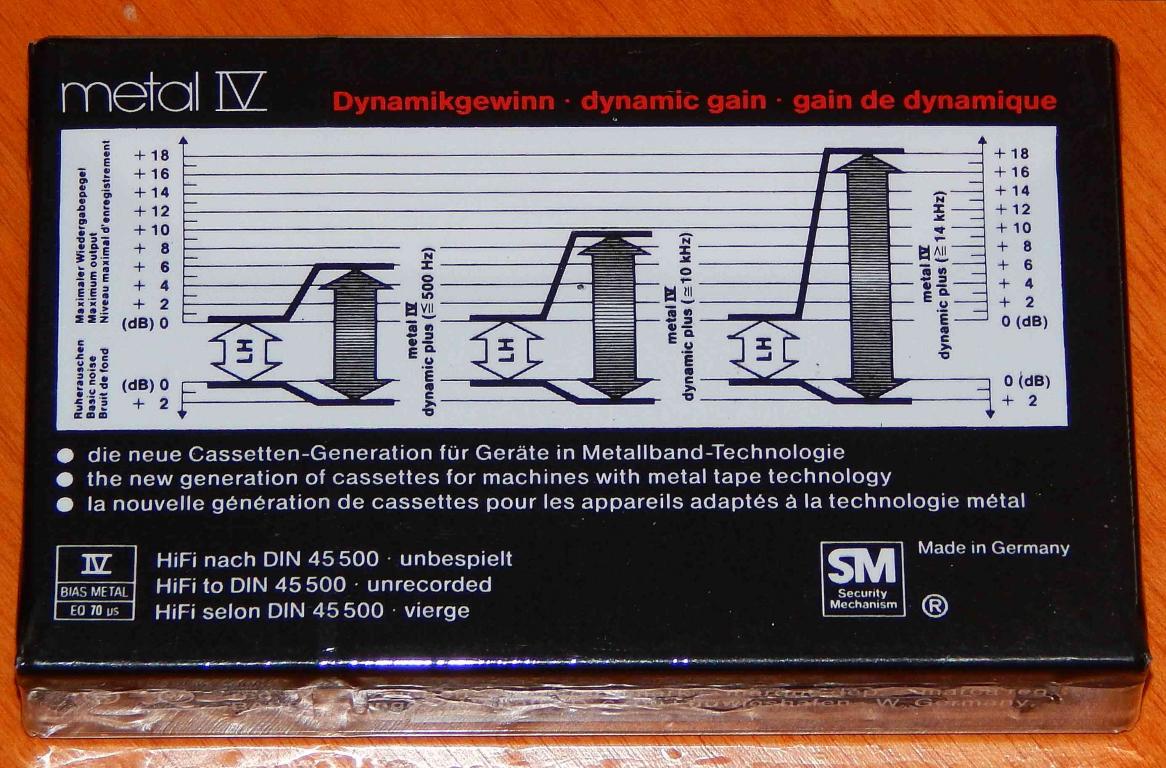 metal IV
Dynamikgewinn · dynamic gain · gain de dynamique
Maximaler Wiedergabepegel
Maximum output
Niveau maximal d'enregistrement
+ 18
+ 16
+ 14
+ 12
+ 10
+ 8
+ 6
+ 4
+ 2
(dB) 0
Ruherauschen
Basic noise
Bruit de fond
(dB) 0
+ 2
LH
metal IV
dynamic plus (≦ 500 Hz)
LH
metal IV
dynamic plus (≅ 10 kHz)
LH
metal IV
dynamic plus (≧ 14 kHz)
+ 18
+ 16
+ 14
+ 12
+ 10
+ 8
+ 6
+ 4
+ 2
0 (dB)
0 (dB)
+ 2
● die neue Cassetten-Generation für Geräte in Metallband-Technologie
● the new generation of cassettes for machines with metal tape technology
● la nouvelle génération de cassettes pour les appareils adaptés à la technologie métal
IV
BIAS METAL
EQ 70 µs
HiFi nach DIN 45 500 · unbespielt
HiFi to DIN 45 500 · unrecorded
HiFi selon DIN 45 500 · vierge
SM
Security
Mechanism
Made in Germany
®
W. Germany.